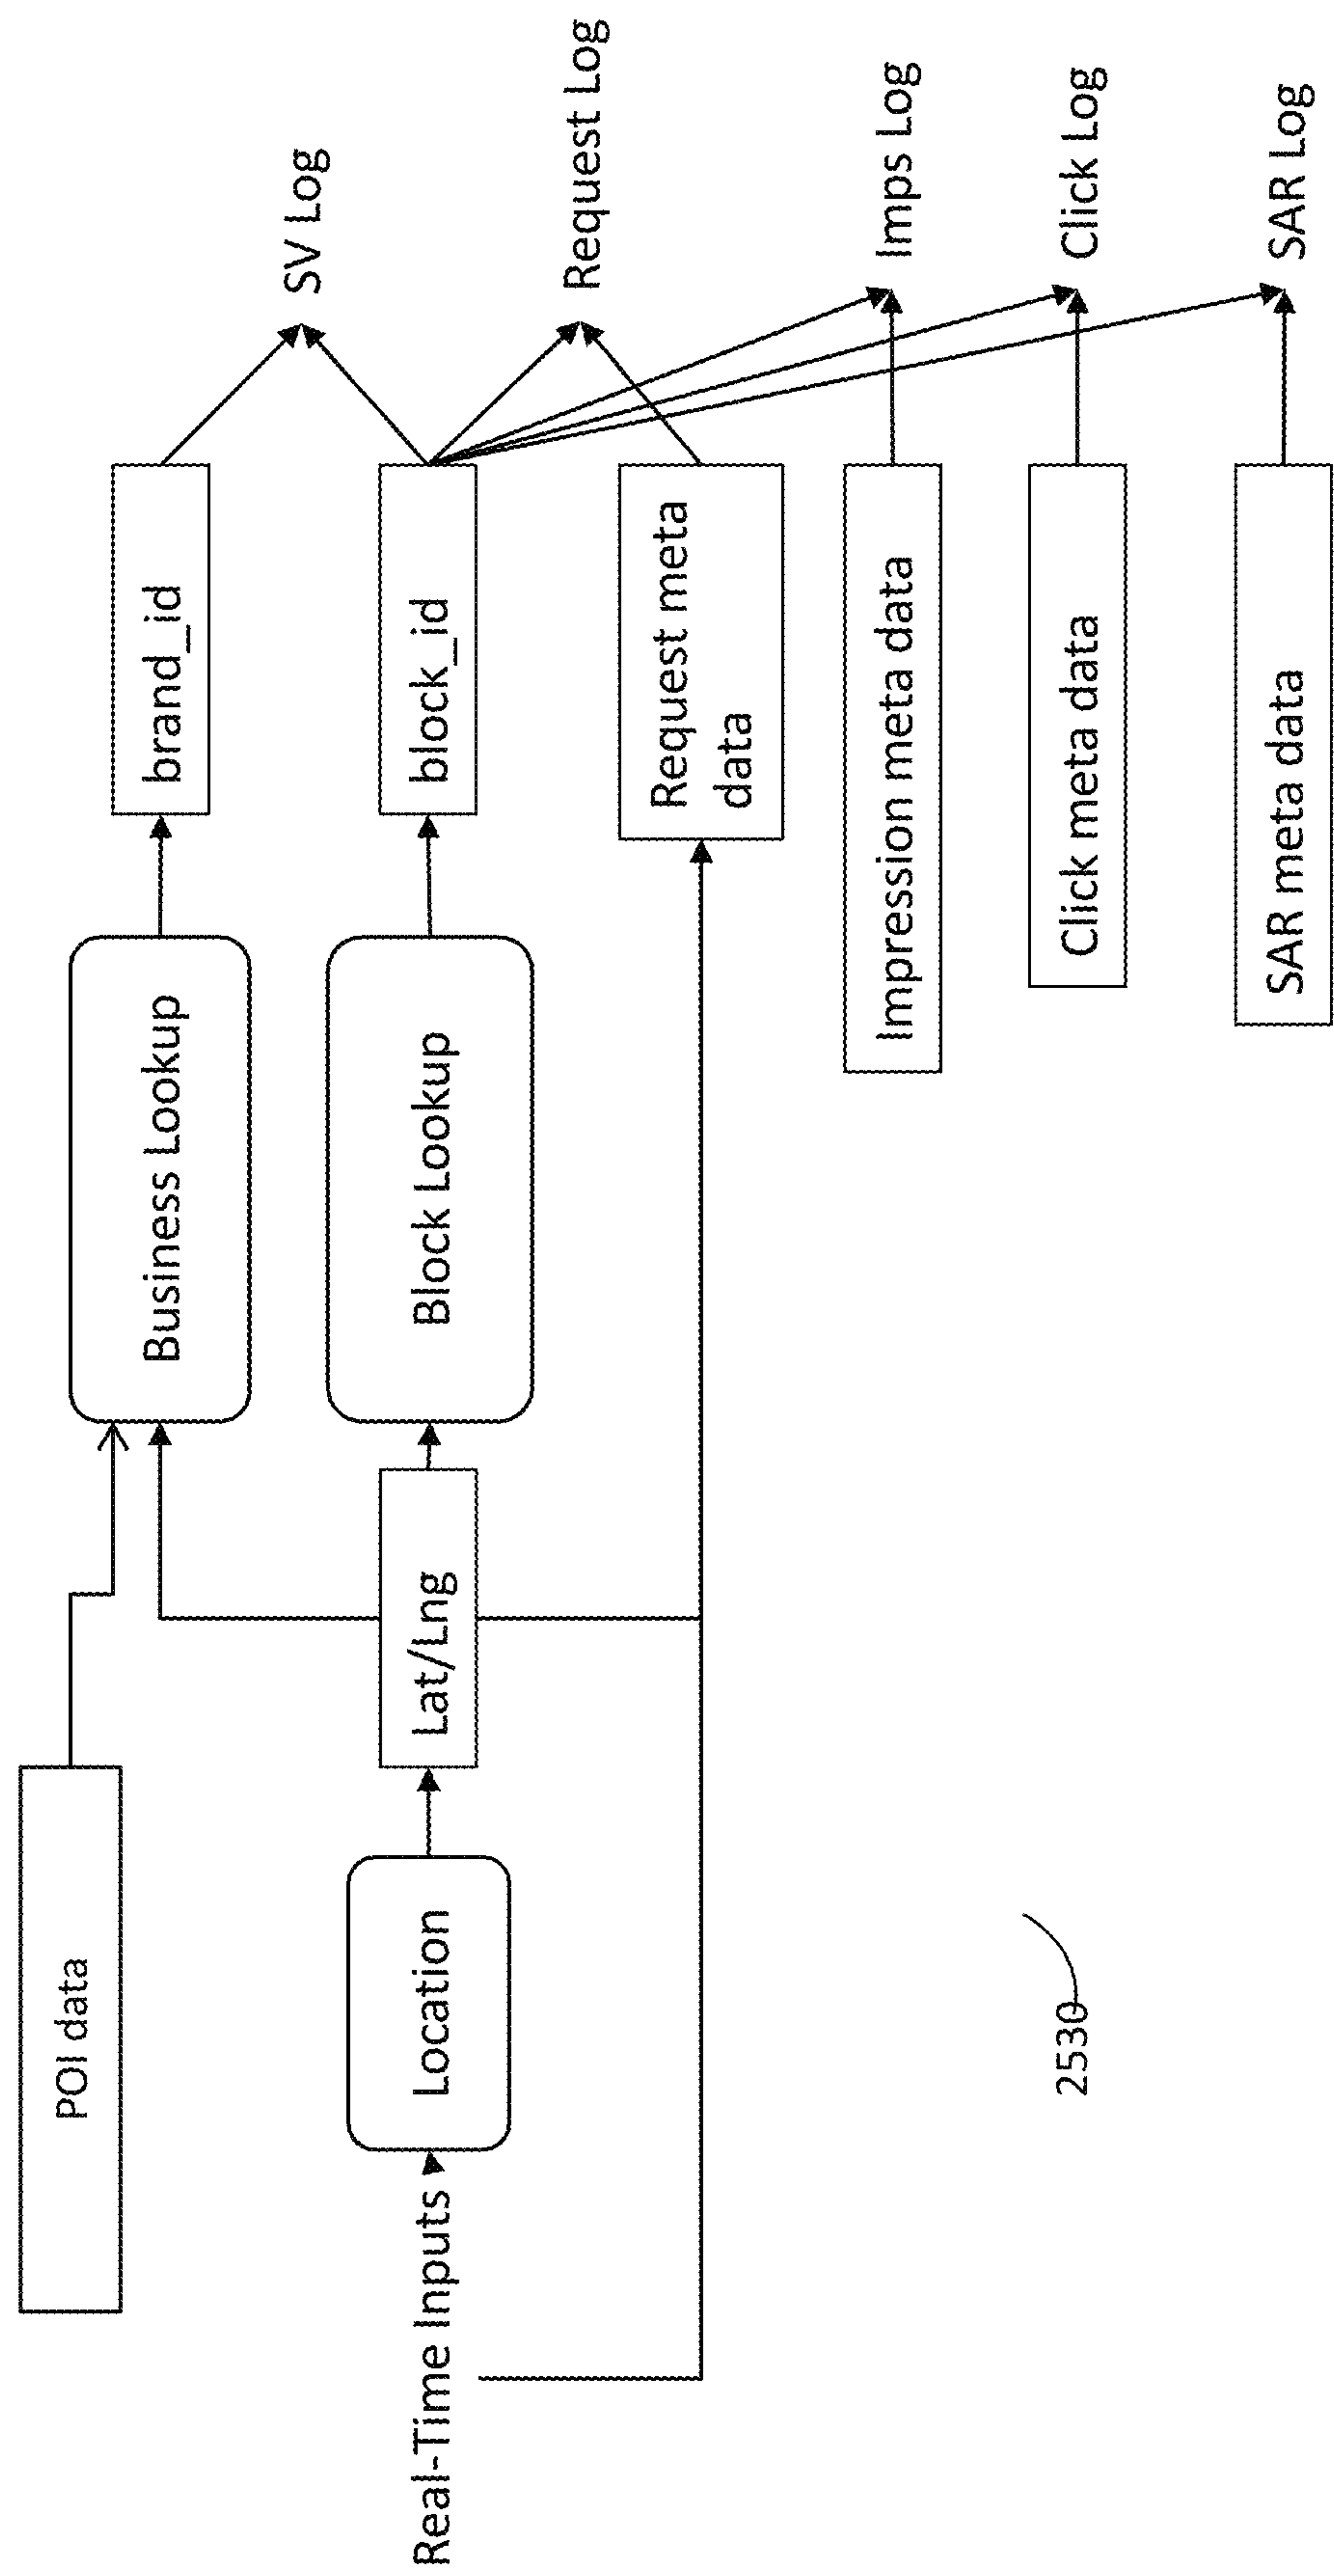 POI data
Real-Time Inputs
Location
Lat/Lng
Business Lookup
Block Lookup
brand_id
block_id
Request meta
data
Impression meta data
Click meta data
SAR meta data
SV Log
Request Log
Imps Log
Click Log
SAR Log
2530